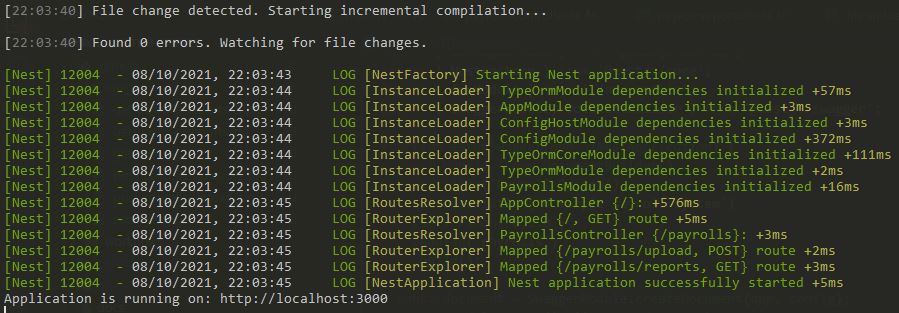 [22:03:40] File change detected. Starting incremental compilation...
[22:03:40] Found 0 errors. Watching for file changes.
[Nest] 12004  - 08/10/2021, 22:03:43     LOG [NestFactory] Starting Nest application...
[Nest] 12004  - 08/10/2021, 22:03:44     LOG [InstanceLoader] TypeOrmModule dependencies initialized +57ms
[Nest] 12004  - 08/10/2021, 22:03:44     LOG [InstanceLoader] AppModule dependencies initialized +3ms
[Nest] 12004  - 08/10/2021, 22:03:44     LOG [InstanceLoader] ConfigHostModule dependencies initialized +3ms
[Nest] 12004  - 08/10/2021, 22:03:44     LOG [InstanceLoader] ConfigModule dependencies initialized +372ms
[Nest] 12004  - 08/10/2021, 22:03:44     LOG [InstanceLoader] TypeOrmCoreModule dependencies initialized +111ms
[Nest] 12004  - 08/10/2021, 22:03:44     LOG [InstanceLoader] TypeOrmModule dependencies initialized +2ms
[Nest] 12004  - 08/10/2021, 22:03:44     LOG [InstanceLoader] PayrollsModule dependencies initialized +16ms
[Nest] 12004  - 08/10/2021, 22:03:45     LOG [RoutesResolver] AppController {/}: +576ms
[Nest] 12004  - 08/10/2021, 22:03:45     LOG [RouterExplorer] Mapped {/, GET} route +5ms
[Nest] 12004  - 08/10/2021, 22:03:45     LOG [RoutesResolver] PayrollsController {/payrolls}: +3ms
[Nest] 12004  - 08/10/2021, 22:03:45     LOG [RouterExplorer] Mapped {/payrolls/upload, POST} route +2ms
[Nest] 12004  - 08/10/2021, 22:03:45     LOG [RouterExplorer] Mapped {/payrolls/reports, GET} route +3ms
[Nest] 12004  - 08/10/2021, 22:03:45     LOG [NestApplication] Nest application successfully started +5ms
Application is running on: http://localhost:3000